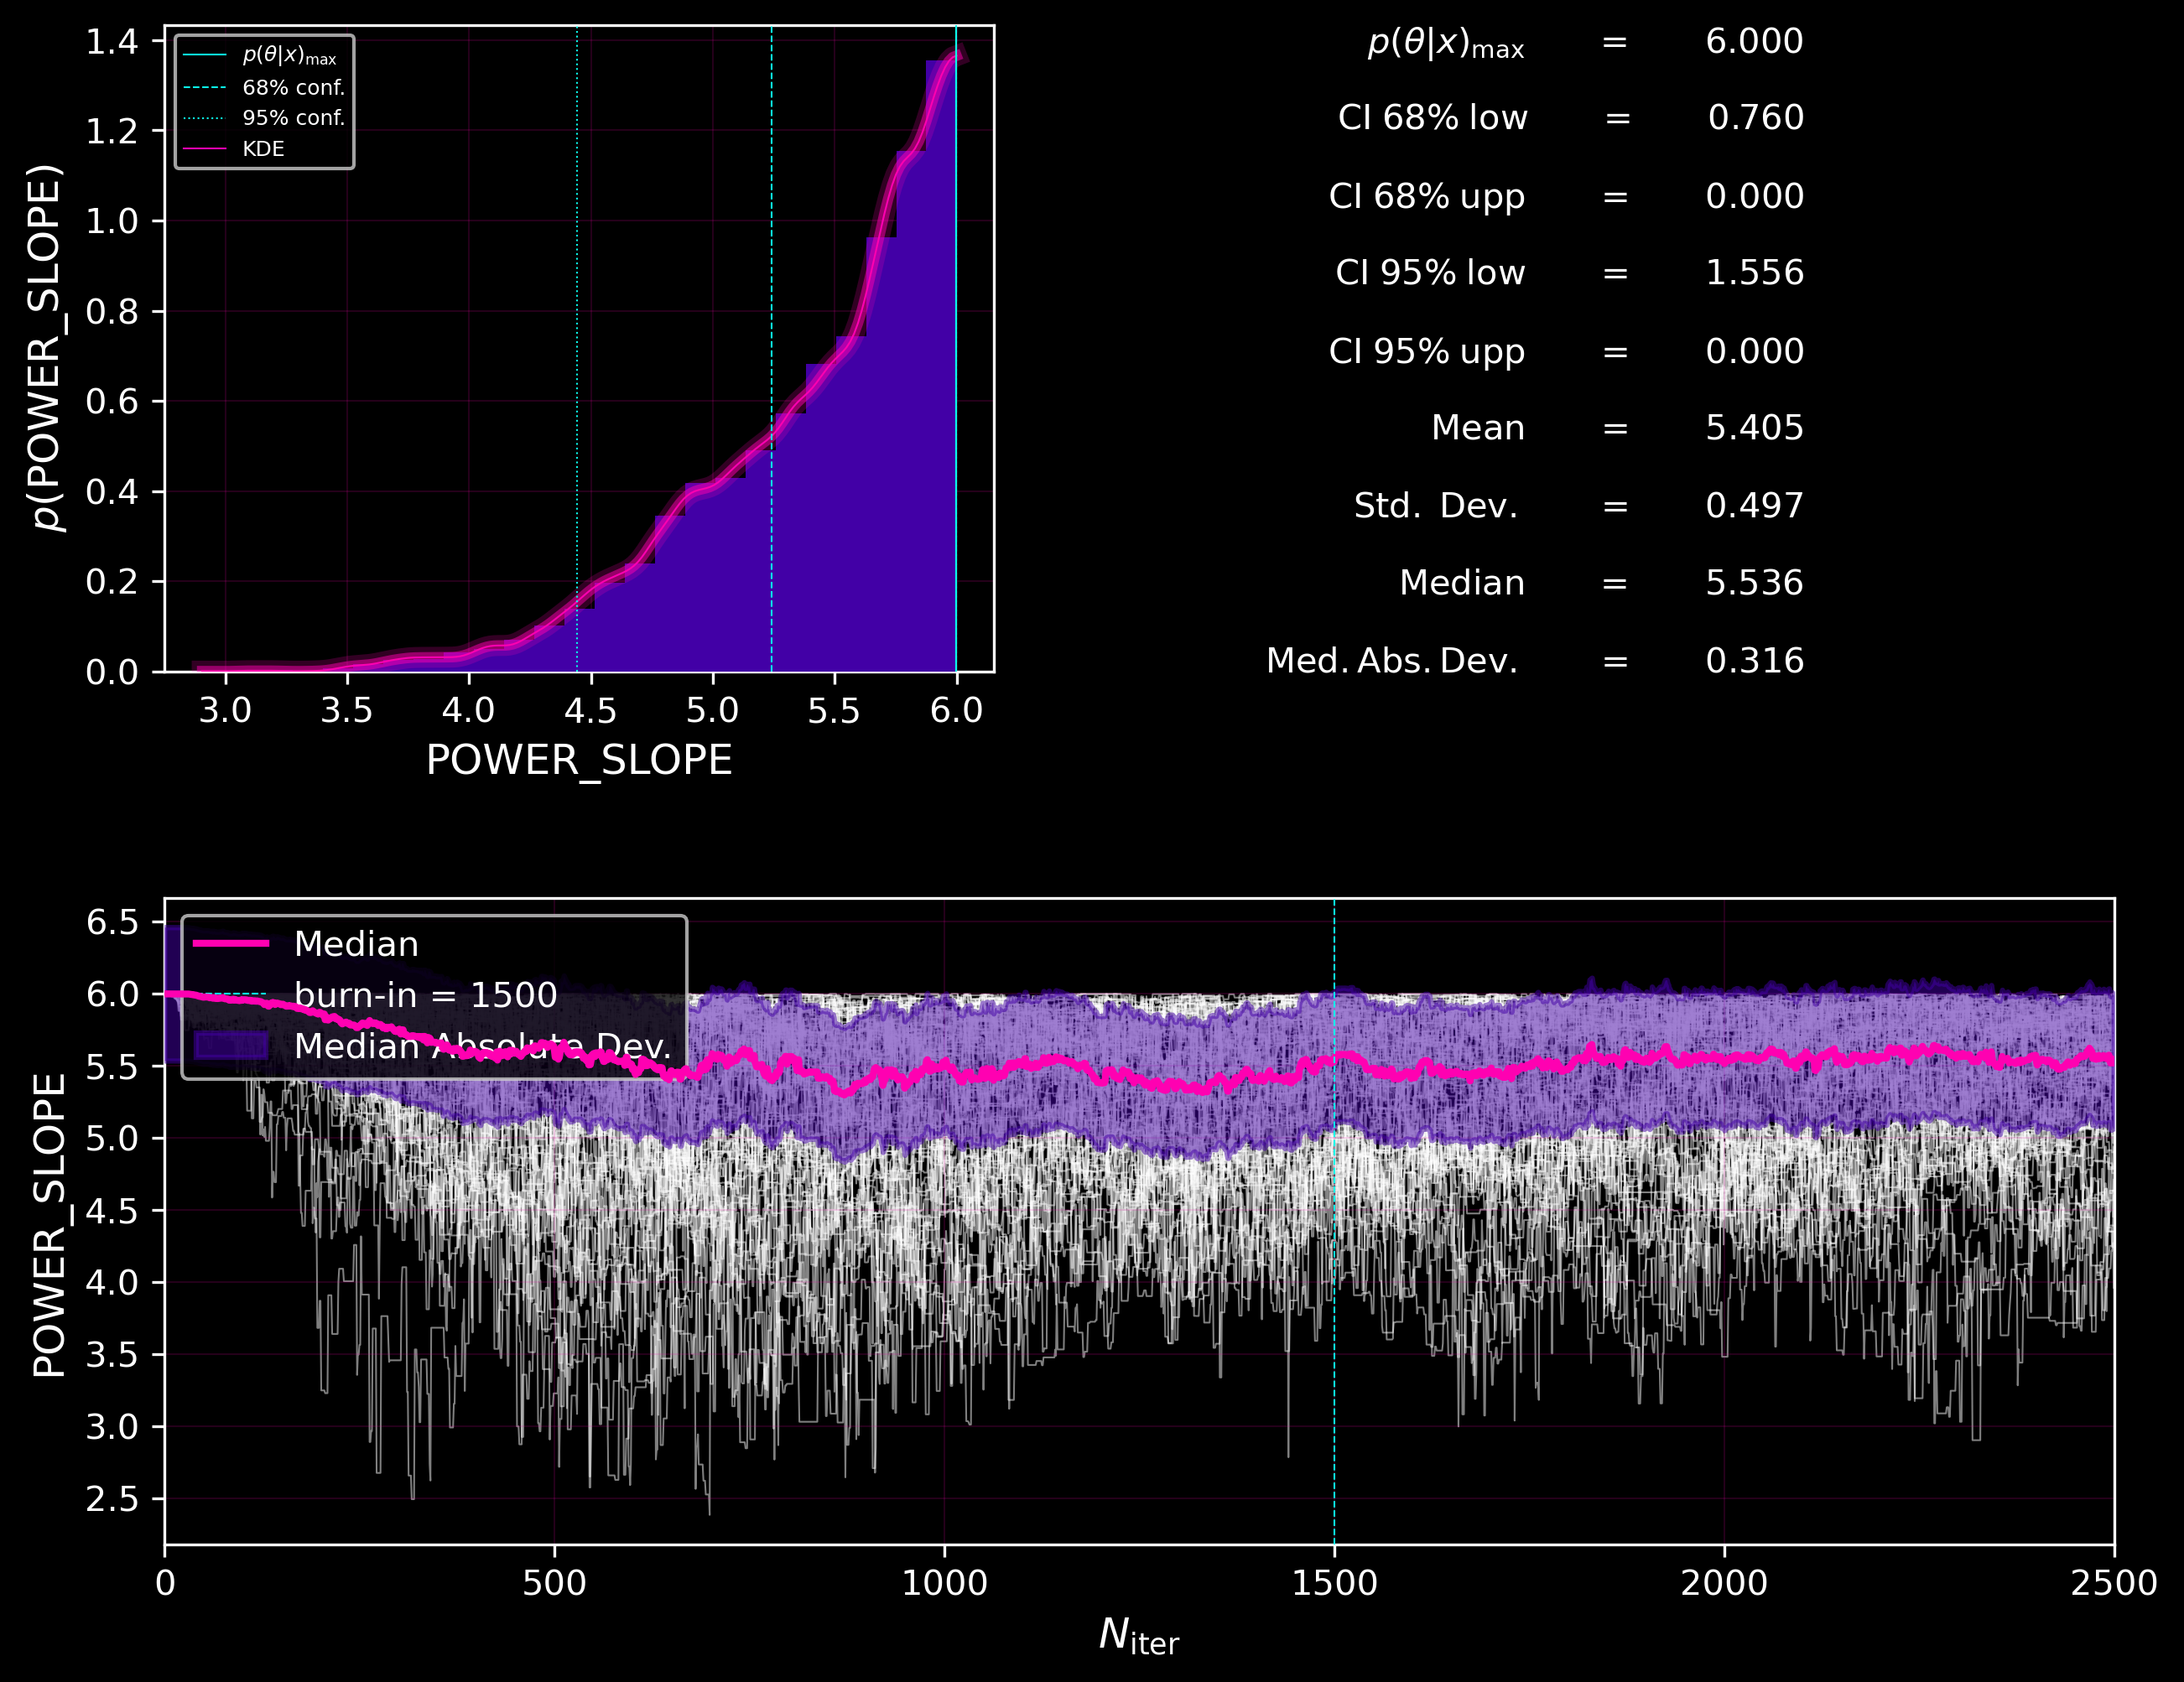 p(θ|x)max
68% conf.
95% conf.
KDE
p(POWER_SLOPE)
1.4
1.2
1.0
0.8
0.6
0.4
0.2
0.0
3.0 3.5 4.0 4.5 5.0 5.5 6.0
POWER_SLOPE
p(θ|x)max = 6.000
CI 68% low = 0.760
CI 68% upp = 0.000
CI 95% low = 1.556
CI 95% upp = 0.000
Mean = 5.405
Std. Dev. = 0.497
Median = 5.536
Med. Abs. Dev. = 0.316
Median
burn-in = 1500
Median Absolute Dev.
POWER_SLOPE
6.5
6.0
5.5
5.0
4.5
4.0
3.5
3.0
2.5
0 500 1000 1500 2000 2500
Niter